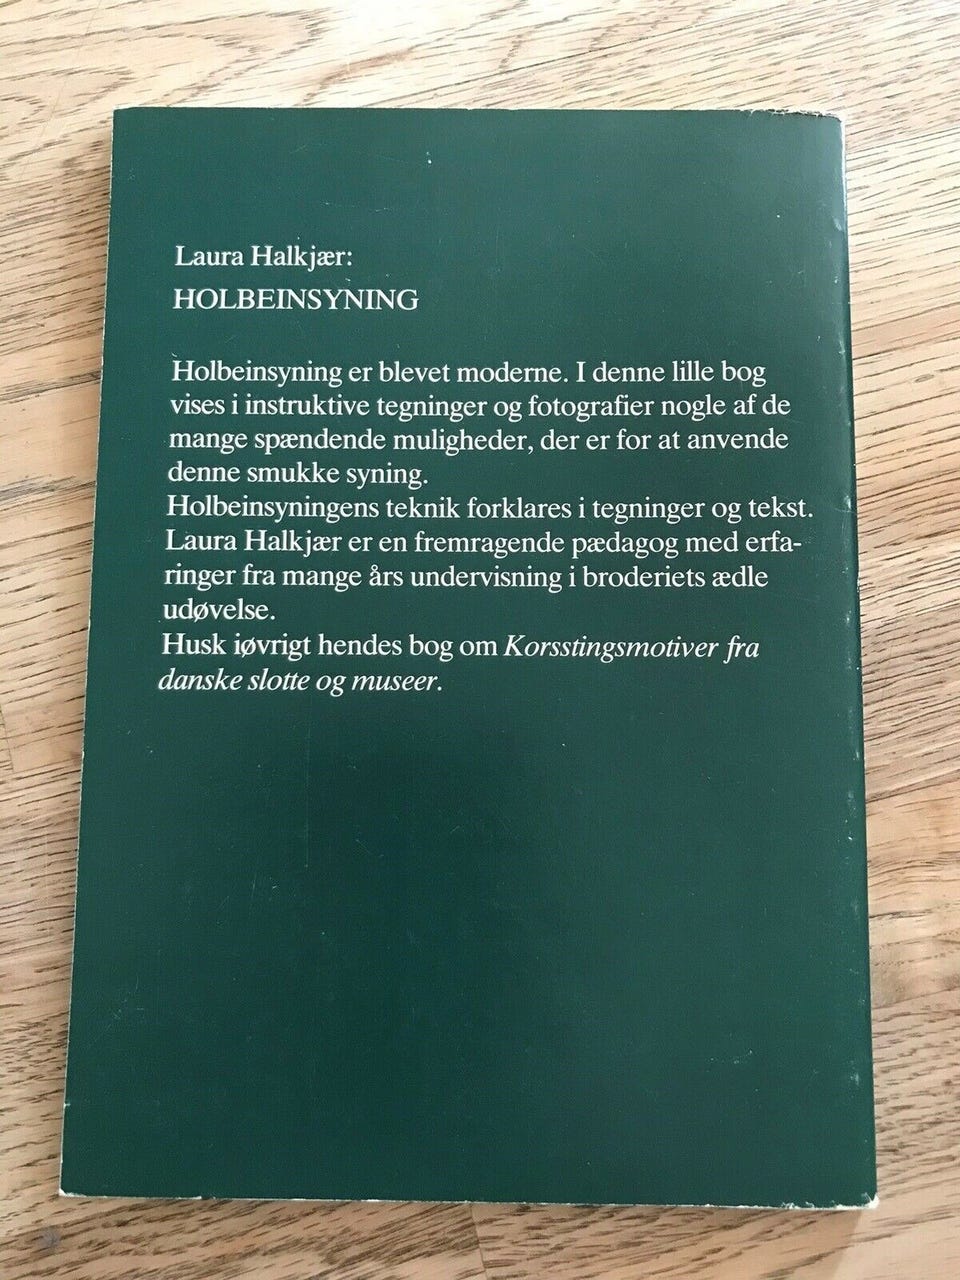 Laura Halkjær:
HOLBEINSYNING
Holbeinsyning er blevet moderne. I denne lille bog
vises i instruktive tegninger og fotografier nogle af de
mange spændende muligheder, der er for at anvende
denne smukke syning.
Holbeinsyningens teknik forklares i tegninger og tekst.
Laura Halkjær er en fremragende pædagog med erfa-
ringer fra mange års undervisning i broderiets ædle
udøvelse.
Husk iøvrigt hendes bog om Korsstingsmotiver fra
danske slotte og museer.